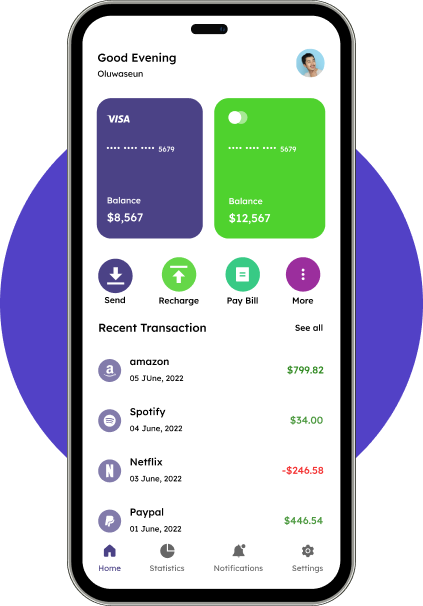 Good Evening
Oluwaseun
VISA
•••• •••• •••• 5679
•••• •••• •••• 5679
Balance
$8,567
Balance
$12,567
Send
Recharge
Pay Bill
More
Recent Transaction
See all
amazon
$799.82
05 JUne, 2022
Spotify
$34.00
04 June, 2022
Netflix
-$246.58
03 June, 2022
Paypal
$446.54
01 June, 2022
Home
Statistics
Notifications
Settings